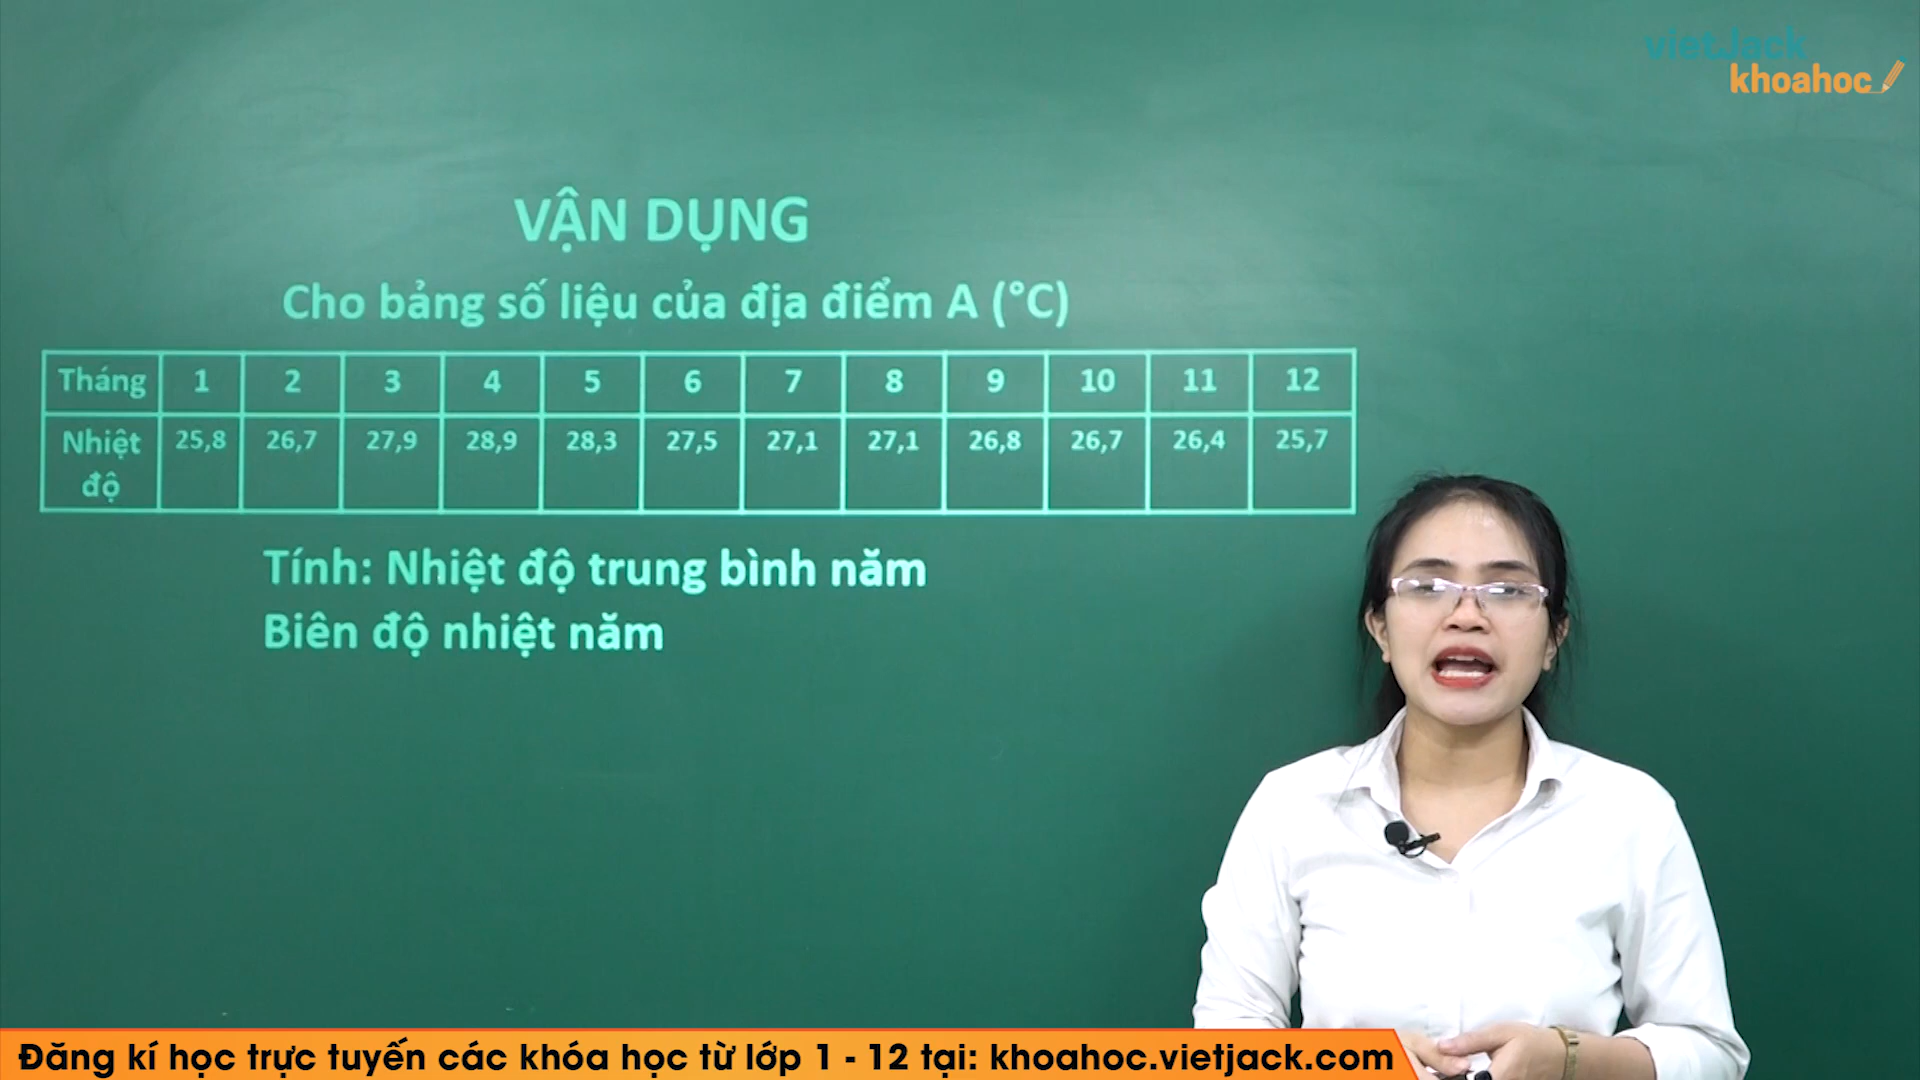 vietJack
khoahoc
VẬN DỤNG
Cho bảng số liệu của địa điểm A (°C)
Tháng 1 2 3 4 5 6 7 8 9 10 11 12
Nhiệt độ 25,8 26,7 27,9 28,9 28,3 27,5 27,1 27,1 26,8 26,7 26,4 25,7
Tính: Nhiệt độ trung bình năm
Biên độ nhiệt năm
Đăng kí học trực tuyến các khóa học từ lớp 1 - 12 tại: khoahoc.vietjack.com